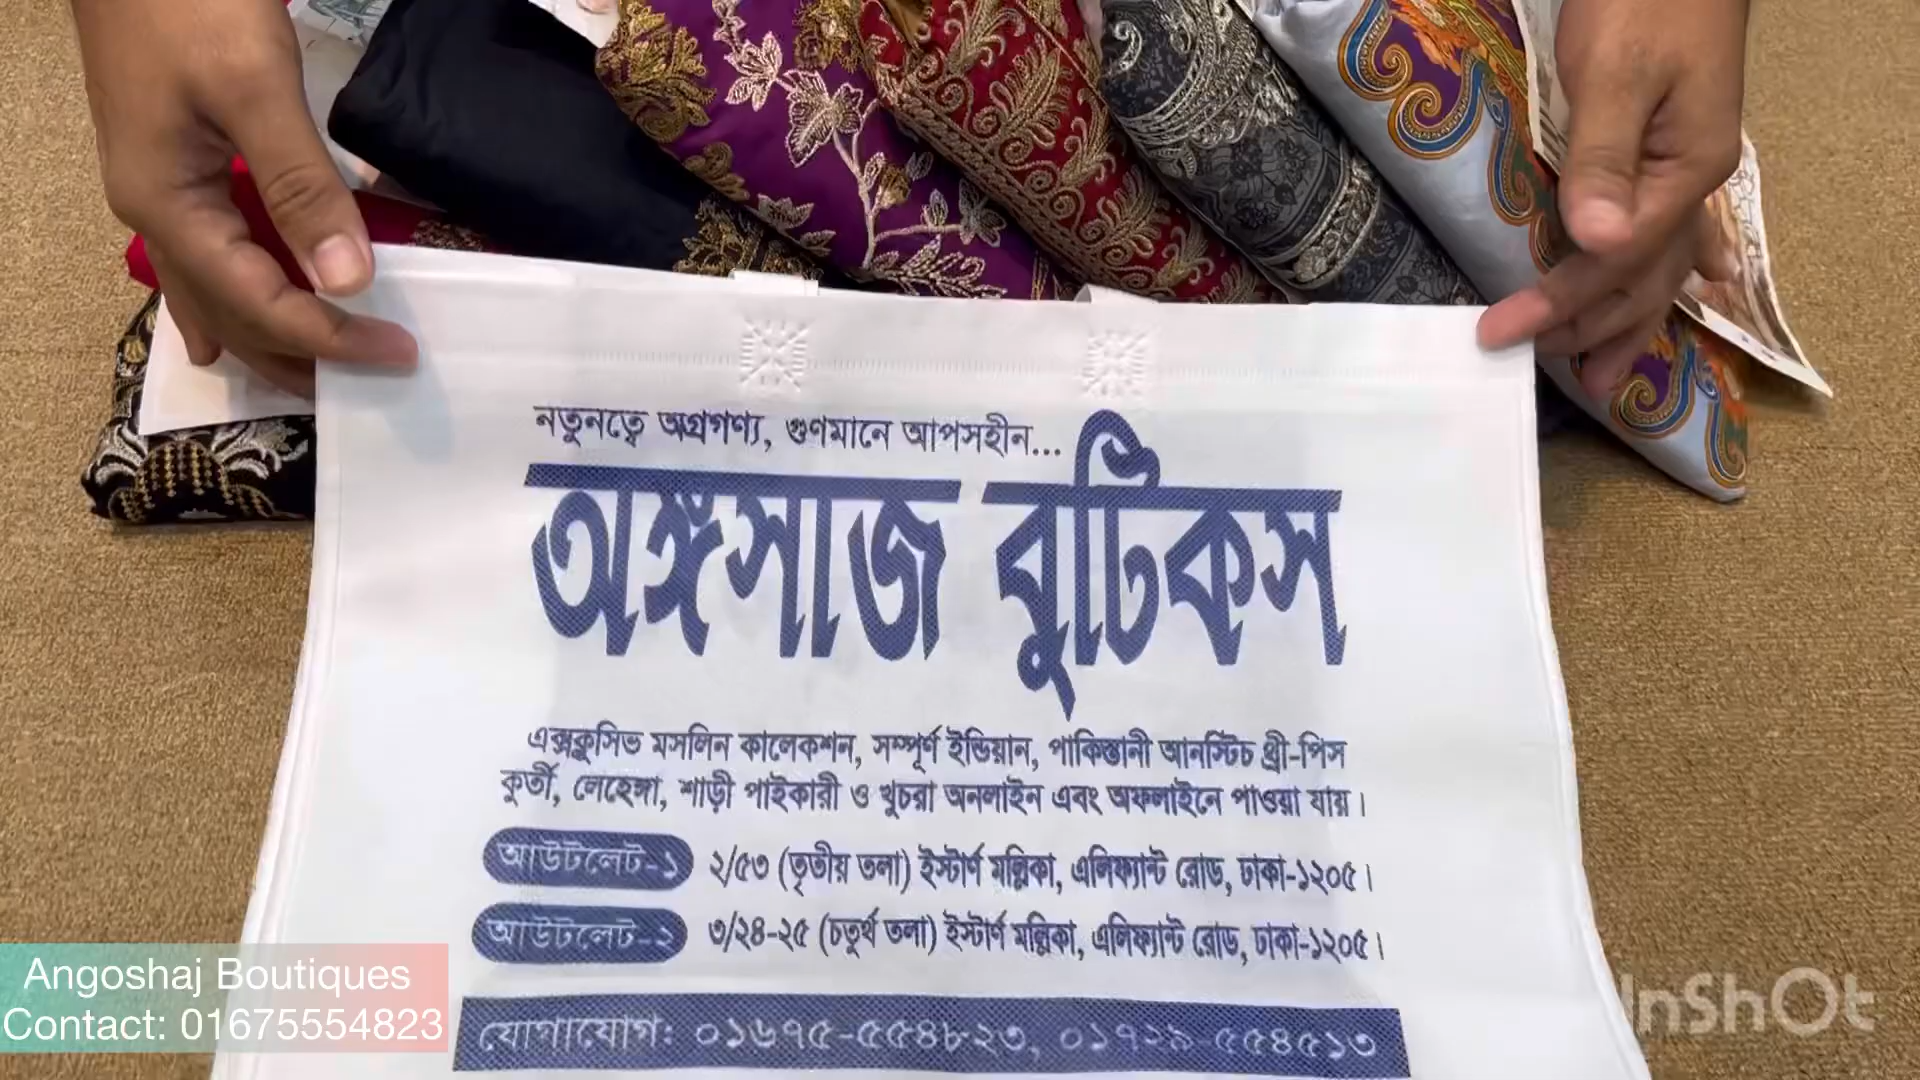 নতুনত্বে অগ্রগণ্য, গুণমানে আপসহীন...
অঙ্গসাজ বুটিকস
এক্সক্লুসিভ মসলিন কালেকশন, সম্পূর্ণ ইন্ডিয়ান, পাকিস্তানী আনস্টিচ থ্রী-পিস
কুর্তী, লেহেঙ্গা, শাড়ী পাইকারী ও খুচরা অনলাইন এবং অফলাইনে পাওয়া যায়।
আউটলেট-১ ২/৫৩ (তৃতীয় তলা) ইস্টার্ণ মল্লিকা, এলিফ্যান্ট রোড, ঢাকা-১২০৫।
আউটলেট-২ ৩/২৪-২৫ (চতুর্থ তলা) ইস্টার্ণ মল্লিকা, এলিফ্যান্ট রোড, ঢাকা-১২০৫।
যোগাযোগ: ০১৬৭৫-৫৫৪৮২৩, ০১৭২৯-৫৫৪৫১৩
Angoshaj Boutiques
Contact: 01675554823
InShOt